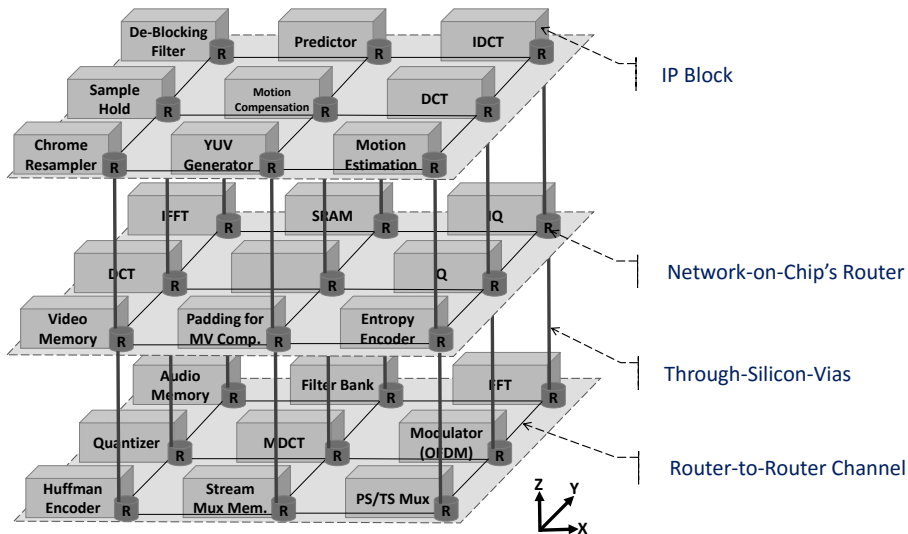 De-Blocking
Filter
R
Predictor
R
IDCT
R
IP Block
Sample
Hold
R
Motion
Compensation
R
DCT
R
Chrome
Resampler
R
YUV
Generator
R
Motion
Estimation
R
IFFT
R
SRAM
R
IQ
R
Network-on-Chip's Router
DCT
R
R
Q
R
Video
Memory
R
Padding for
MV Comp.
R
Entropy
Encoder
R
Through-Silicon-Vias
Audio
Memory
R
Filter Bank
R
FFT
R
Quantizer
R
MDCT
R
Modulator
(OFDM)
R
Router-to-Router Channel
Huffman
Encoder
R
Stream
Mux Mem.
R
PS/TS Mux
R
Z
Y
X